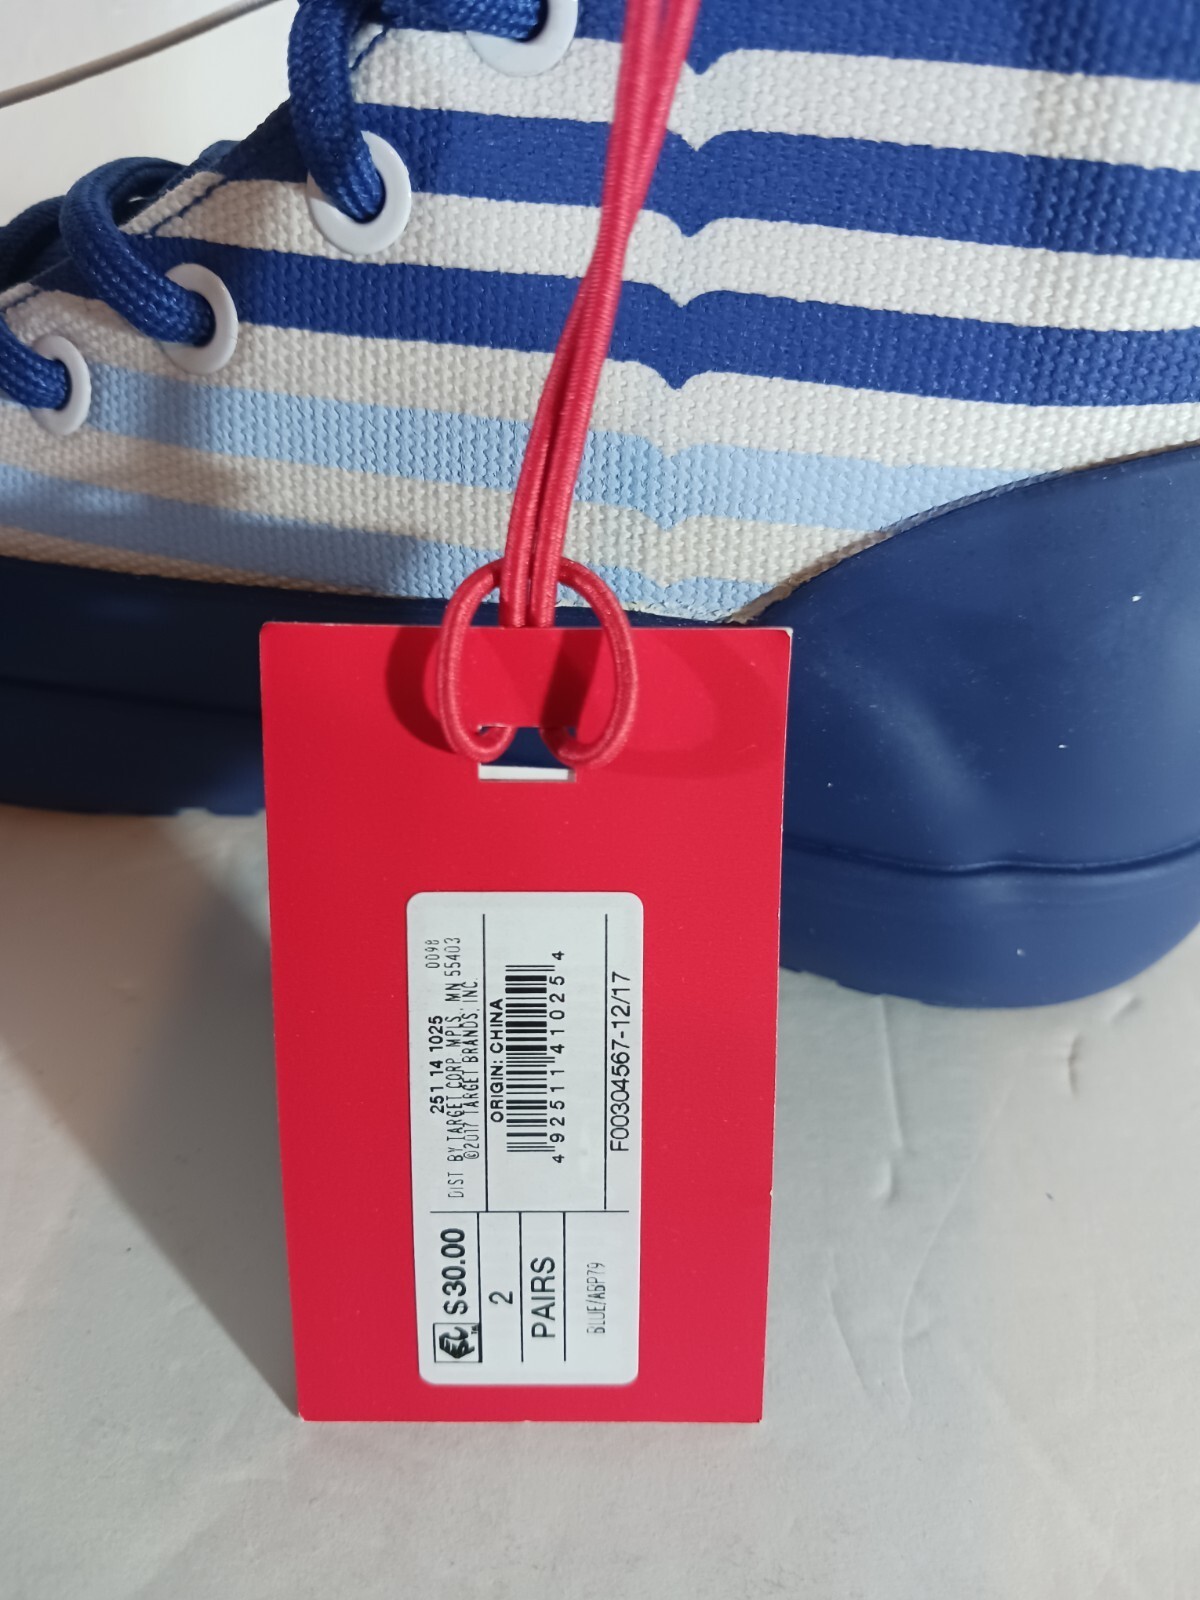 0098
251 14 1025
DIST BY TARGET CORP. MPLS., MN 55403
©2017 TARGET BRANDS, INC.
ORIGIN: CHINA
4 92511 41025 4
F00304567-12/17
$30.00
2
PAIRS
BLUE/ABP79